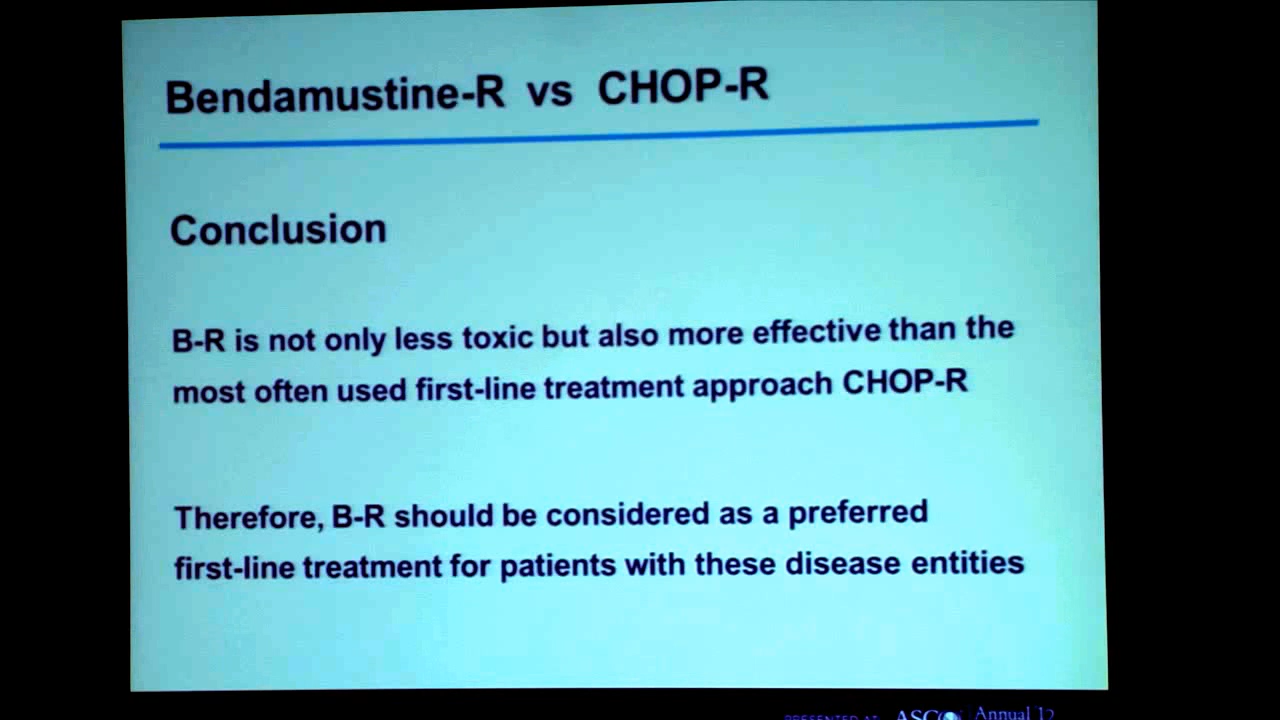 Bendamustine-R vs CHOP-R
Conclusion
B-R is not only less toxic but also more effective than the
most often used first-line treatment approach CHOP-R
Therefore, B-R should be considered as a preferred
first-line treatment for patients with these disease entities
PRESENTED AT: ASCO Annual 12